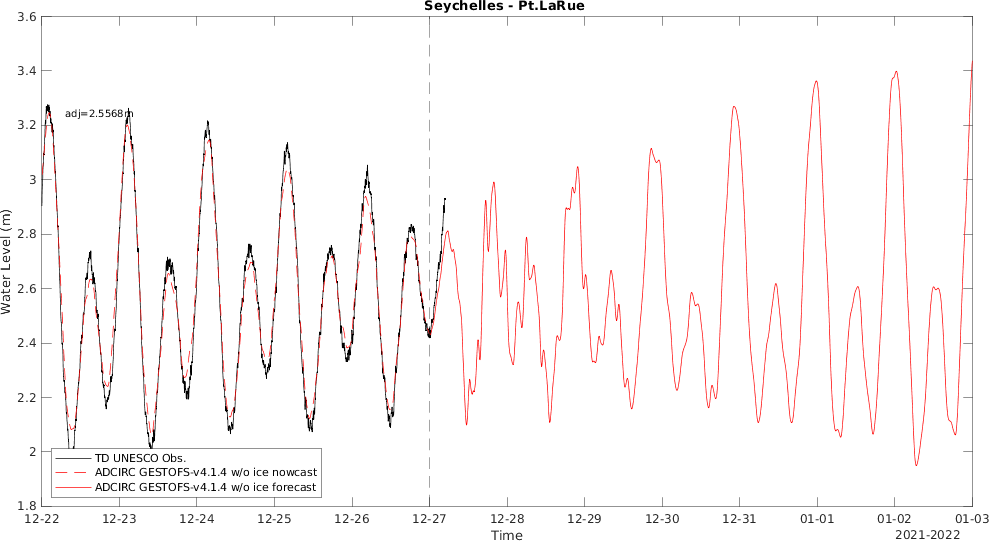 Seychelles - Pt.LaRue
3.6
3.4
3.2
3
2.8
2.6
2.4
2.2
2
1.8
Water Level (m)
adj=2.5568 m
TD UNESCO Obs.
ADCIRC GESTOFS-v4.1.4 w/o ice nowcast
ADCIRC GESTOFS-v4.1.4 w/o ice forecast
12-22 12-23 12-24 12-25 12-26 12-27 12-28 12-29 12-30 12-31 01-01 01-02 01-03
Time
2021-2022